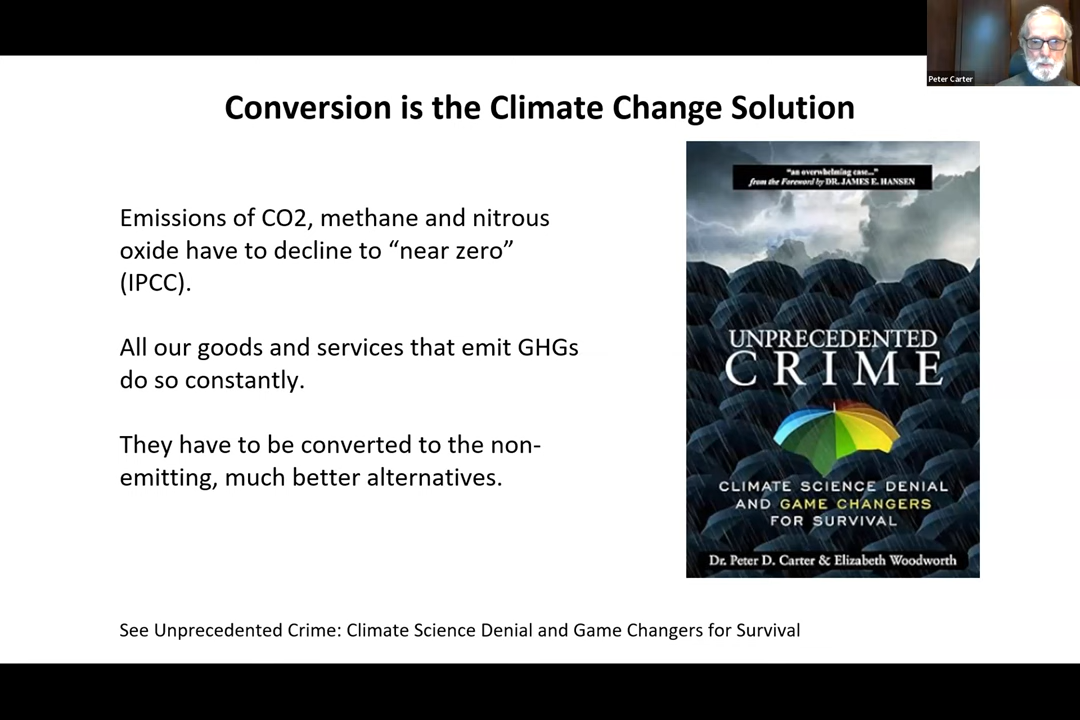 Peter Carter
Conversion is the Climate Change Solution
Emissions of CO2, methane and nitrous
oxide have to decline to “near zero”
(IPCC).
All our goods and services that emit GHGs
do so constantly.
They have to be converted to the non-
emitting, much better alternatives.
"an overwhelming case..."
from the Foreword by DR. JAMES E. HANSEN
UNPRECEDENTED
CRIME
CLIMATE SCIENCE DENIAL
AND GAME CHANGERS
FOR SURVIVAL
Dr. Peter D. Carter & Elizabeth Woodworth
See Unprecedented Crime: Climate Science Denial and Game Changers for Survival